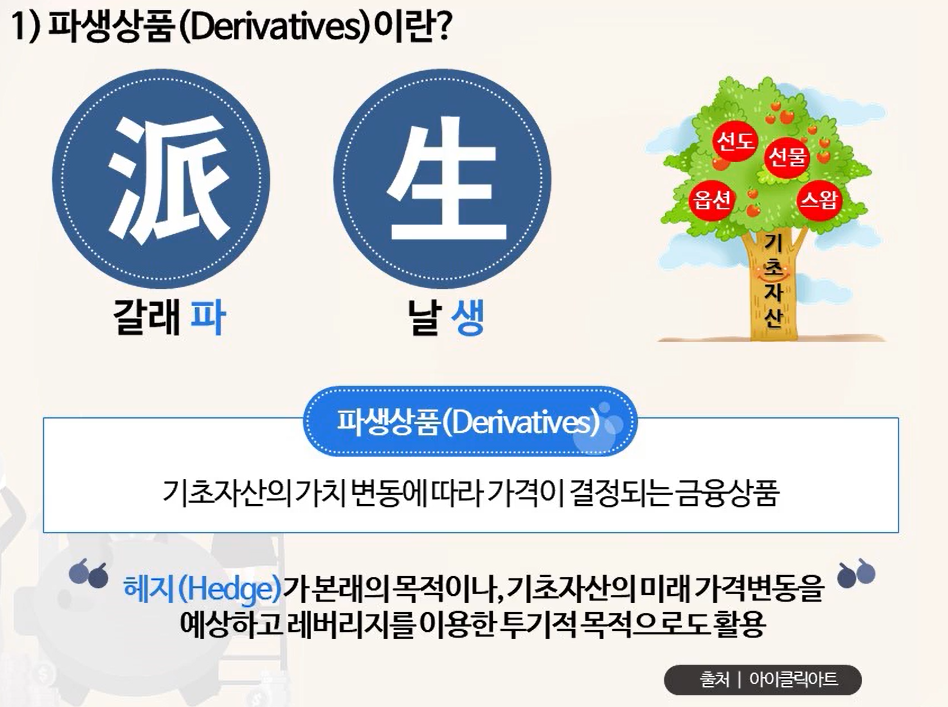 1) 파생상품(Derivatives)이란?
派
生
갈래 파
날 생
선도
선물
옵션
스왑
기초자산
파생상품(Derivatives)
기초자산의 가치 변동에 따라 가격이 결정되는 금융상품
헤지(Hedge)가 본래의 목적이나, 기초자산의 미래 가격변동을
예상하고 레버리지를 이용한 투기적 목적으로도 활용
출처 | 아이클릭아트